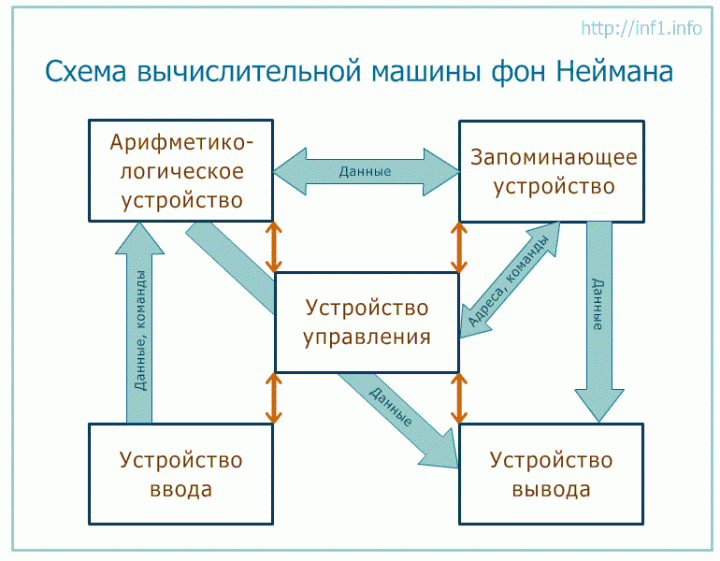 http://inf1.info
Схема вычислительной машины фон Неймана
Арифметико-
логическое
устройство
Данные
Запоминающее
устройство
Устройство
управления
Адреса, команды
Данные
Данные, команды
Данные
Устройство
ввода
Устройство
вывода